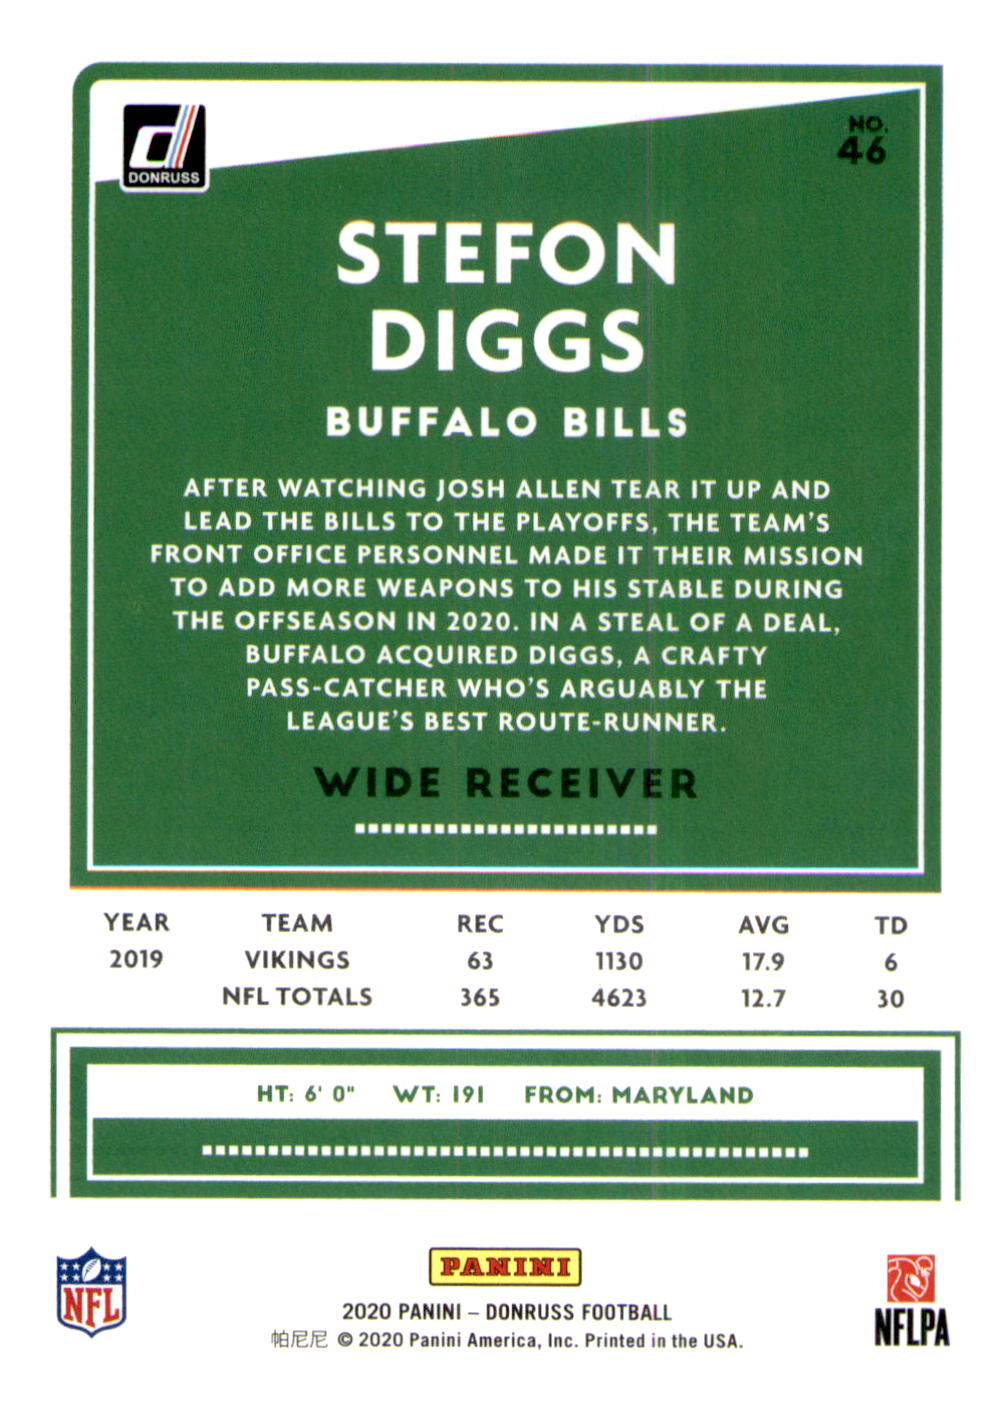 DONRUSS
NO.
46
STEFON
DIGGS
BUFFALO BILLS
AFTER WATCHING JOSH ALLEN TEAR IT UP AND
LEAD THE BILLS TO THE PLAYOFFS, THE TEAM'S
FRONT OFFICE PERSONNEL MADE IT THEIR MISSION
TO ADD MORE WEAPONS TO HIS STABLE DURING
THE OFFSEASON IN 2020. IN A STEAL OF A DEAL,
BUFFALO ACQUIRED DIGGS, A CRAFTY
PASS-CATCHER WHO'S ARGUABLY THE
LEAGUE'S BEST ROUTE-RUNNER.
WIDE RECEIVER
YEAR TEAM REC YDS AVG TD
2019 VIKINGS 63 1130 17.9 6
NFL TOTALS 365 4623 12.7 30
HT: 6' 0" WT: 191 FROM: MARYLAND
NFL
PANINI
NFLPA
2020 PANINI – DONRUSS FOOTBALL
帕尼尼 © 2020 Panini America, Inc. Printed in the USA.